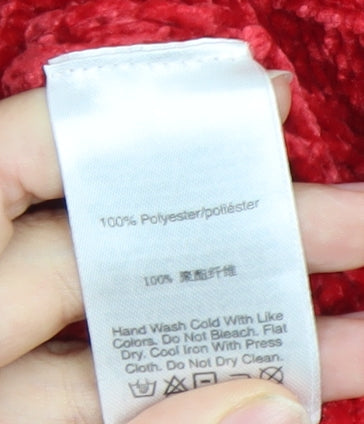 100% Polyester/poliéster
100% 聚酯纤维
Hand Wash Cold With Like
Colors. Do Not Bleach. Flat
Dry. Cool Iron With Press
Cloth. Do Not Dry Clean.